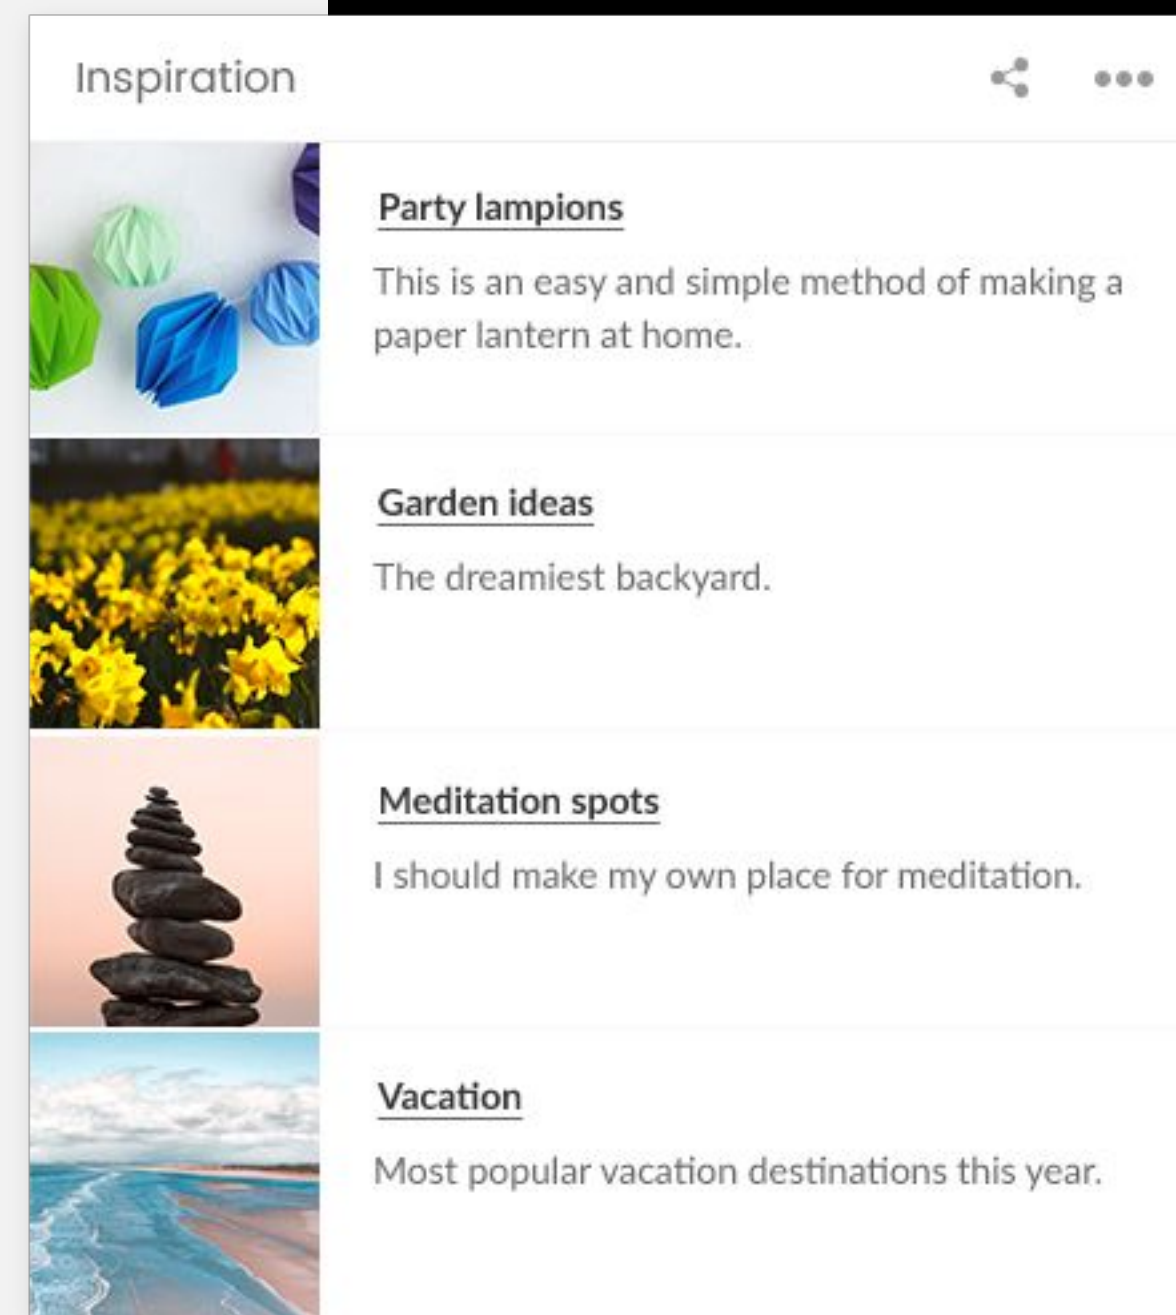 Inspiration
Party lampions
This is an easy and simple method of making a
paper lantern at home.
Garden ideas
The dreamiest backyard.
Meditation spots
I should make my own place for meditation.
Vacation
Most popular vacation destinations this year.